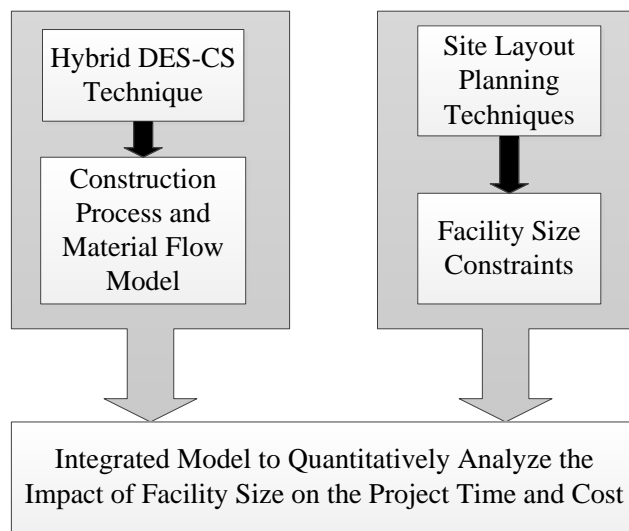 Hybrid DES-CS
Technique
Construction
Process and
Material Flow
Model
Site Layout
Planning
Techniques
Facility Size
Constraints
Integrated Model to Quantitatively Analyze the
Impact of Facility Size on the Project Time and Cost